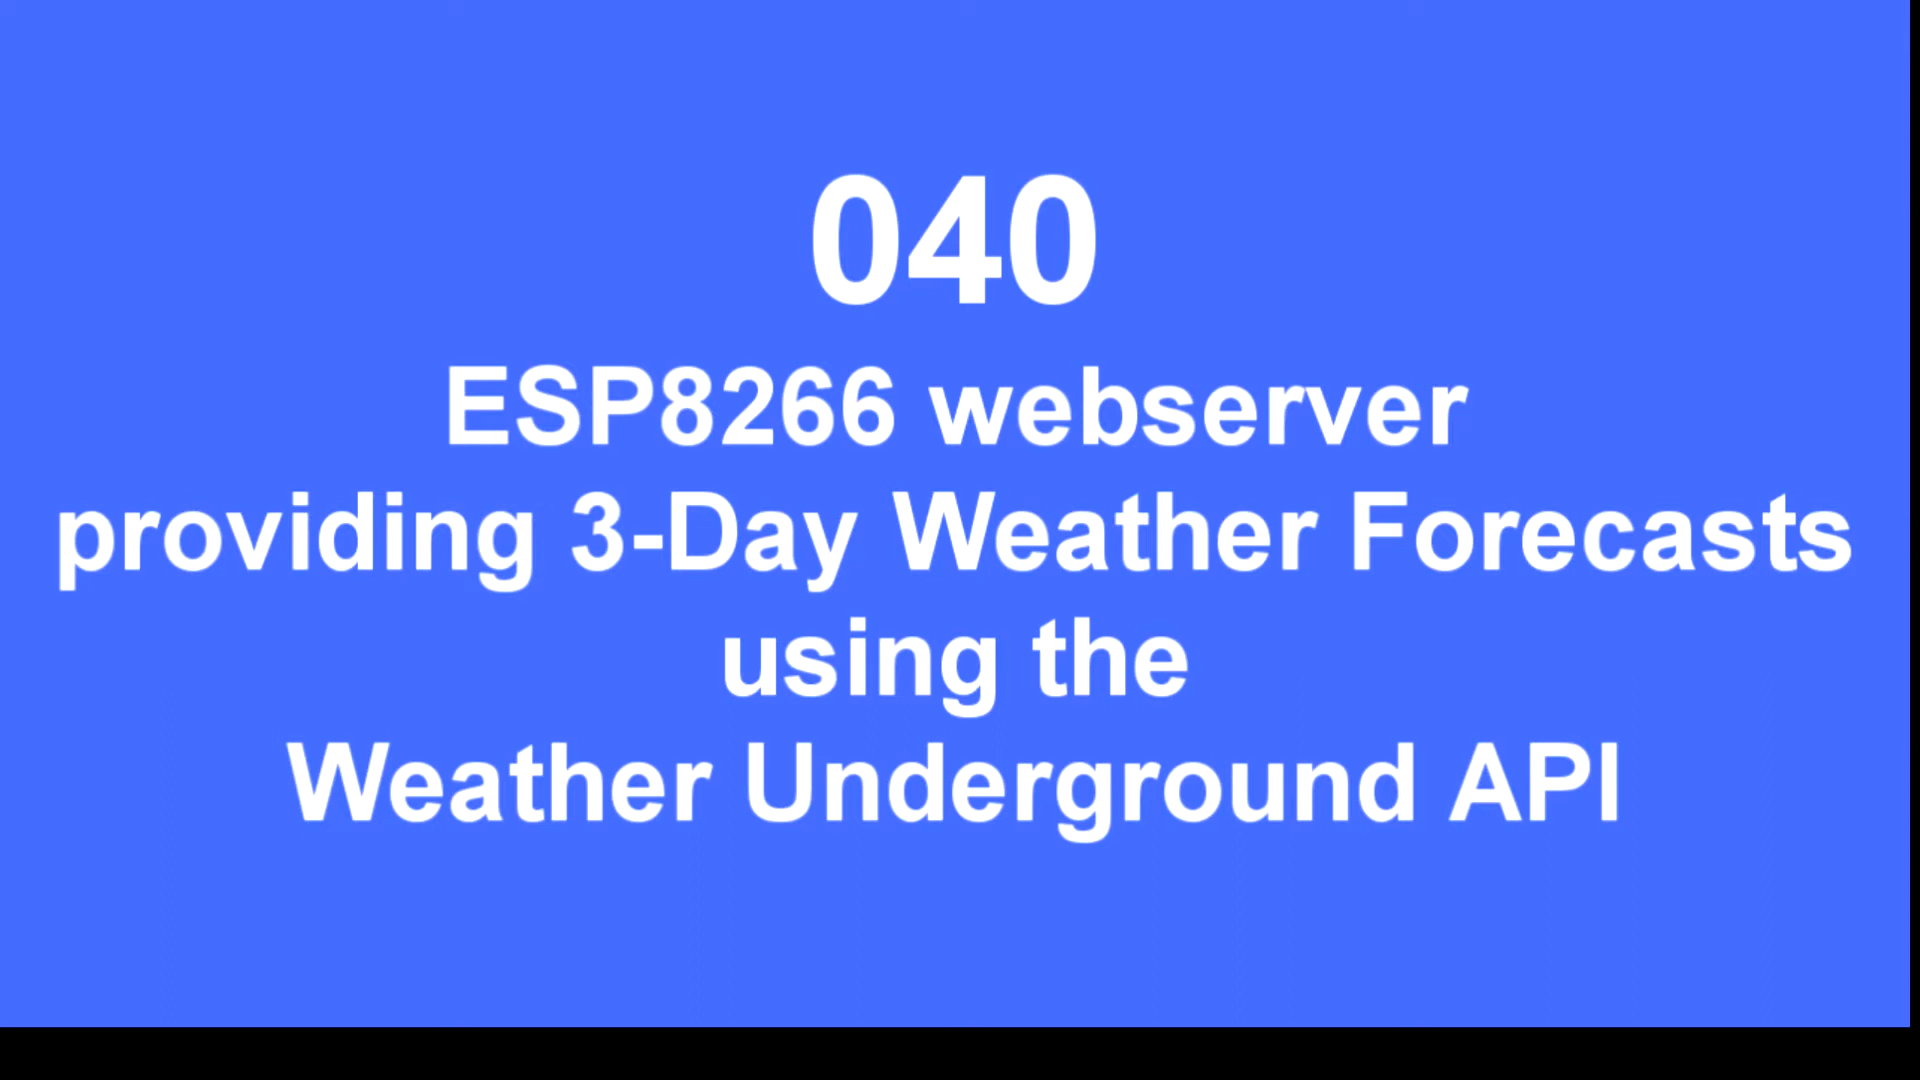 040
ESP8266 webserver
providing 3-Day Weather Forecasts
using the
Weather Underground API